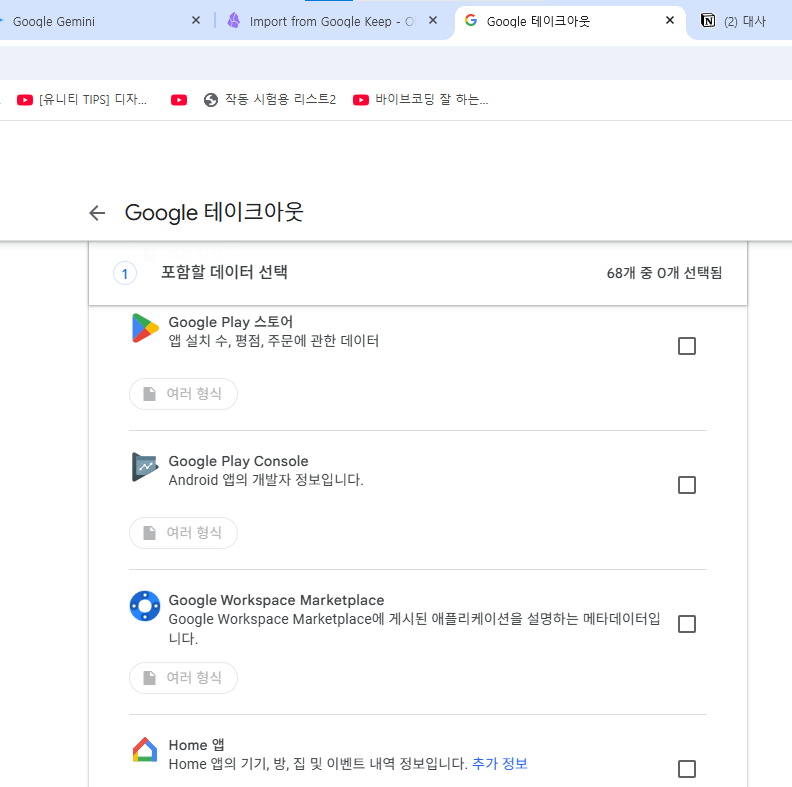 Google Gemini
Import from Google Keep - O
Google 테이크아웃
(2) 대사
[유니티 TIPS] 디자...
작동 시험용 리스트2
바이브코딩 잘 하는...
Google 테이크아웃
1
포함할 데이터 선택
68개 중 0개 선택됨
Google Play 스토어
앱 설치 수, 평점, 주문에 관한 데이터
여러 형식
Google Play Console
Android 앱의 개발자 정보입니다.
여러 형식
Google Workspace Marketplace
Google Workspace Marketplace에 게시된 애플리케이션을 설명하는 메타데이터입
니다.
여러 형식
Home 앱
Home 앱의 기기, 방, 집 및 이벤트 내역 정보입니다. 추가 정보